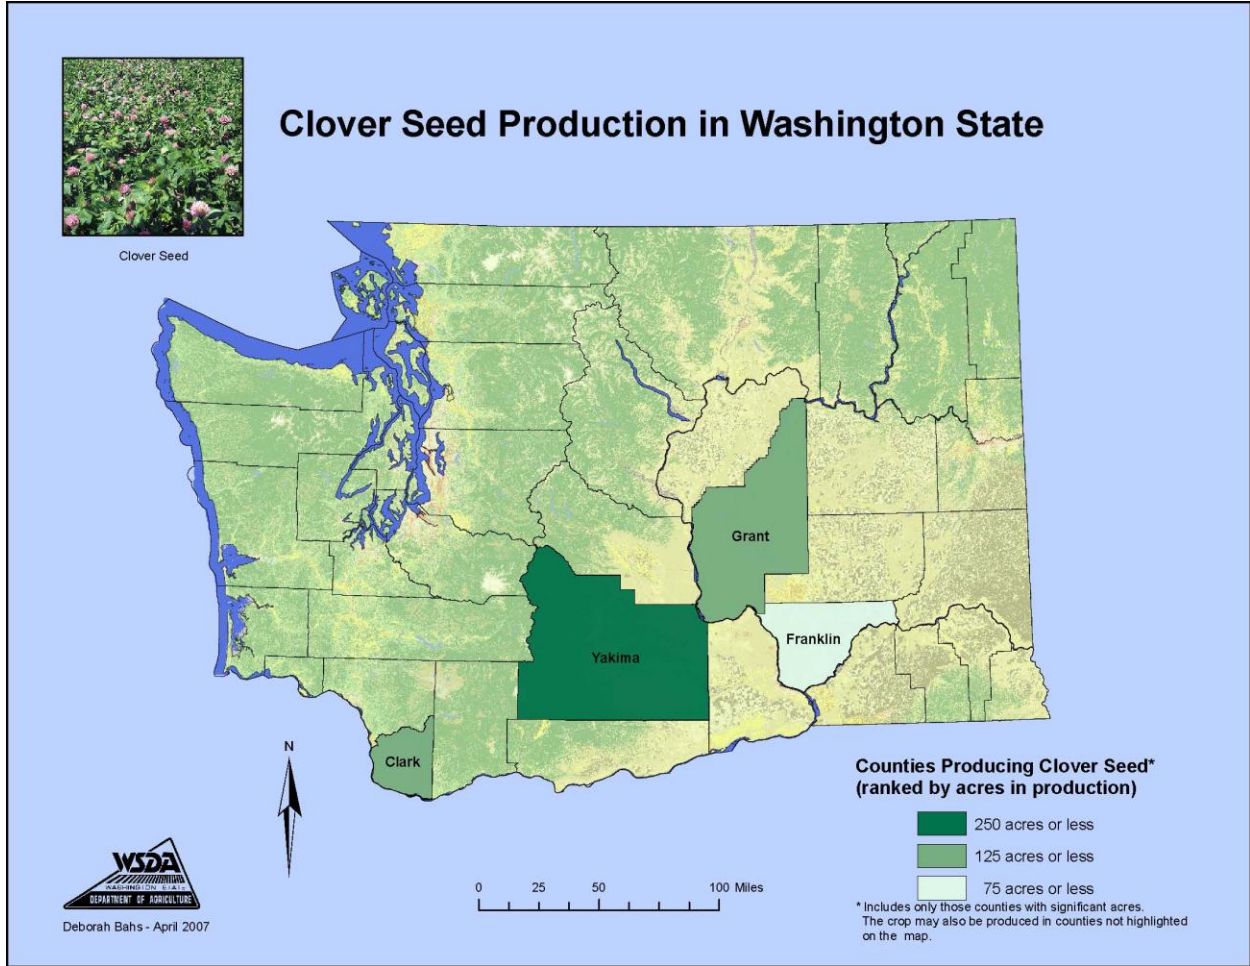 Clover Seed Production in Washington State
Clover Seed
Grant
Franklin
Yakima
Clark
N
Counties Producing Clover Seed*
(ranked by acres in production)
250 acres or less
125 acres or less
75 acres or less
* Includes only those counties with significant acres.
The crop may also be produced in counties not highlighted
on the map.
WSDA
WASHINGTON STATE
DEPARTMENT OF AGRICULTURE
Deborah Bahs - April 2007
0 25 50 100 Miles